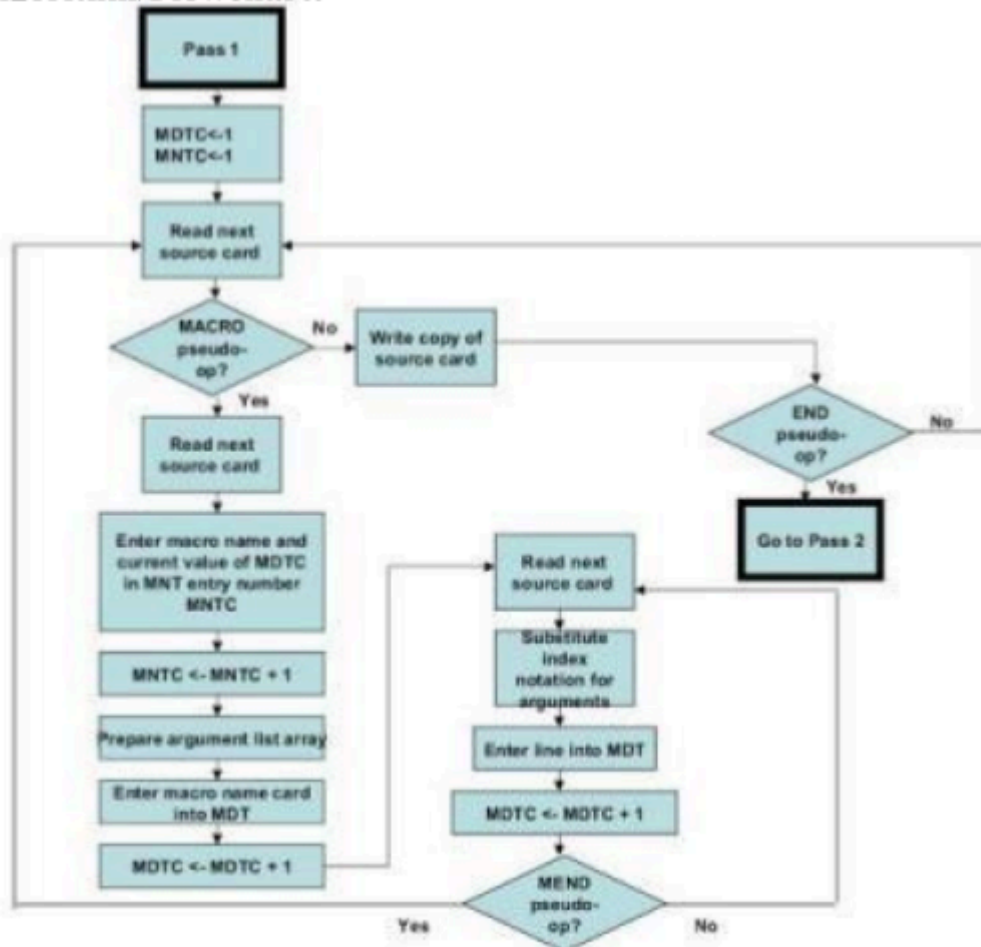 Pass 1
MDTC<-1
MNTC<-1
Read next
source card
MACRO
pseudo-
op?
No
Write copy of
source card
Yes
END
pseudo-
op?
No
Yes
Go to Pass 2
Read next
source card
Enter macro name and
current value of MDTC
in MNT entry number
MNTC
MNTC <- MNTC + 1
Prepare argument list array
Enter macro name card
into MDT
MDTC <- MDTC + 1
Read next
source card
Substitute
index
notation for
arguments
Enter line into MDT
MDTC <- MDTC + 1
MEND
pseudo-
op?
Yes
No